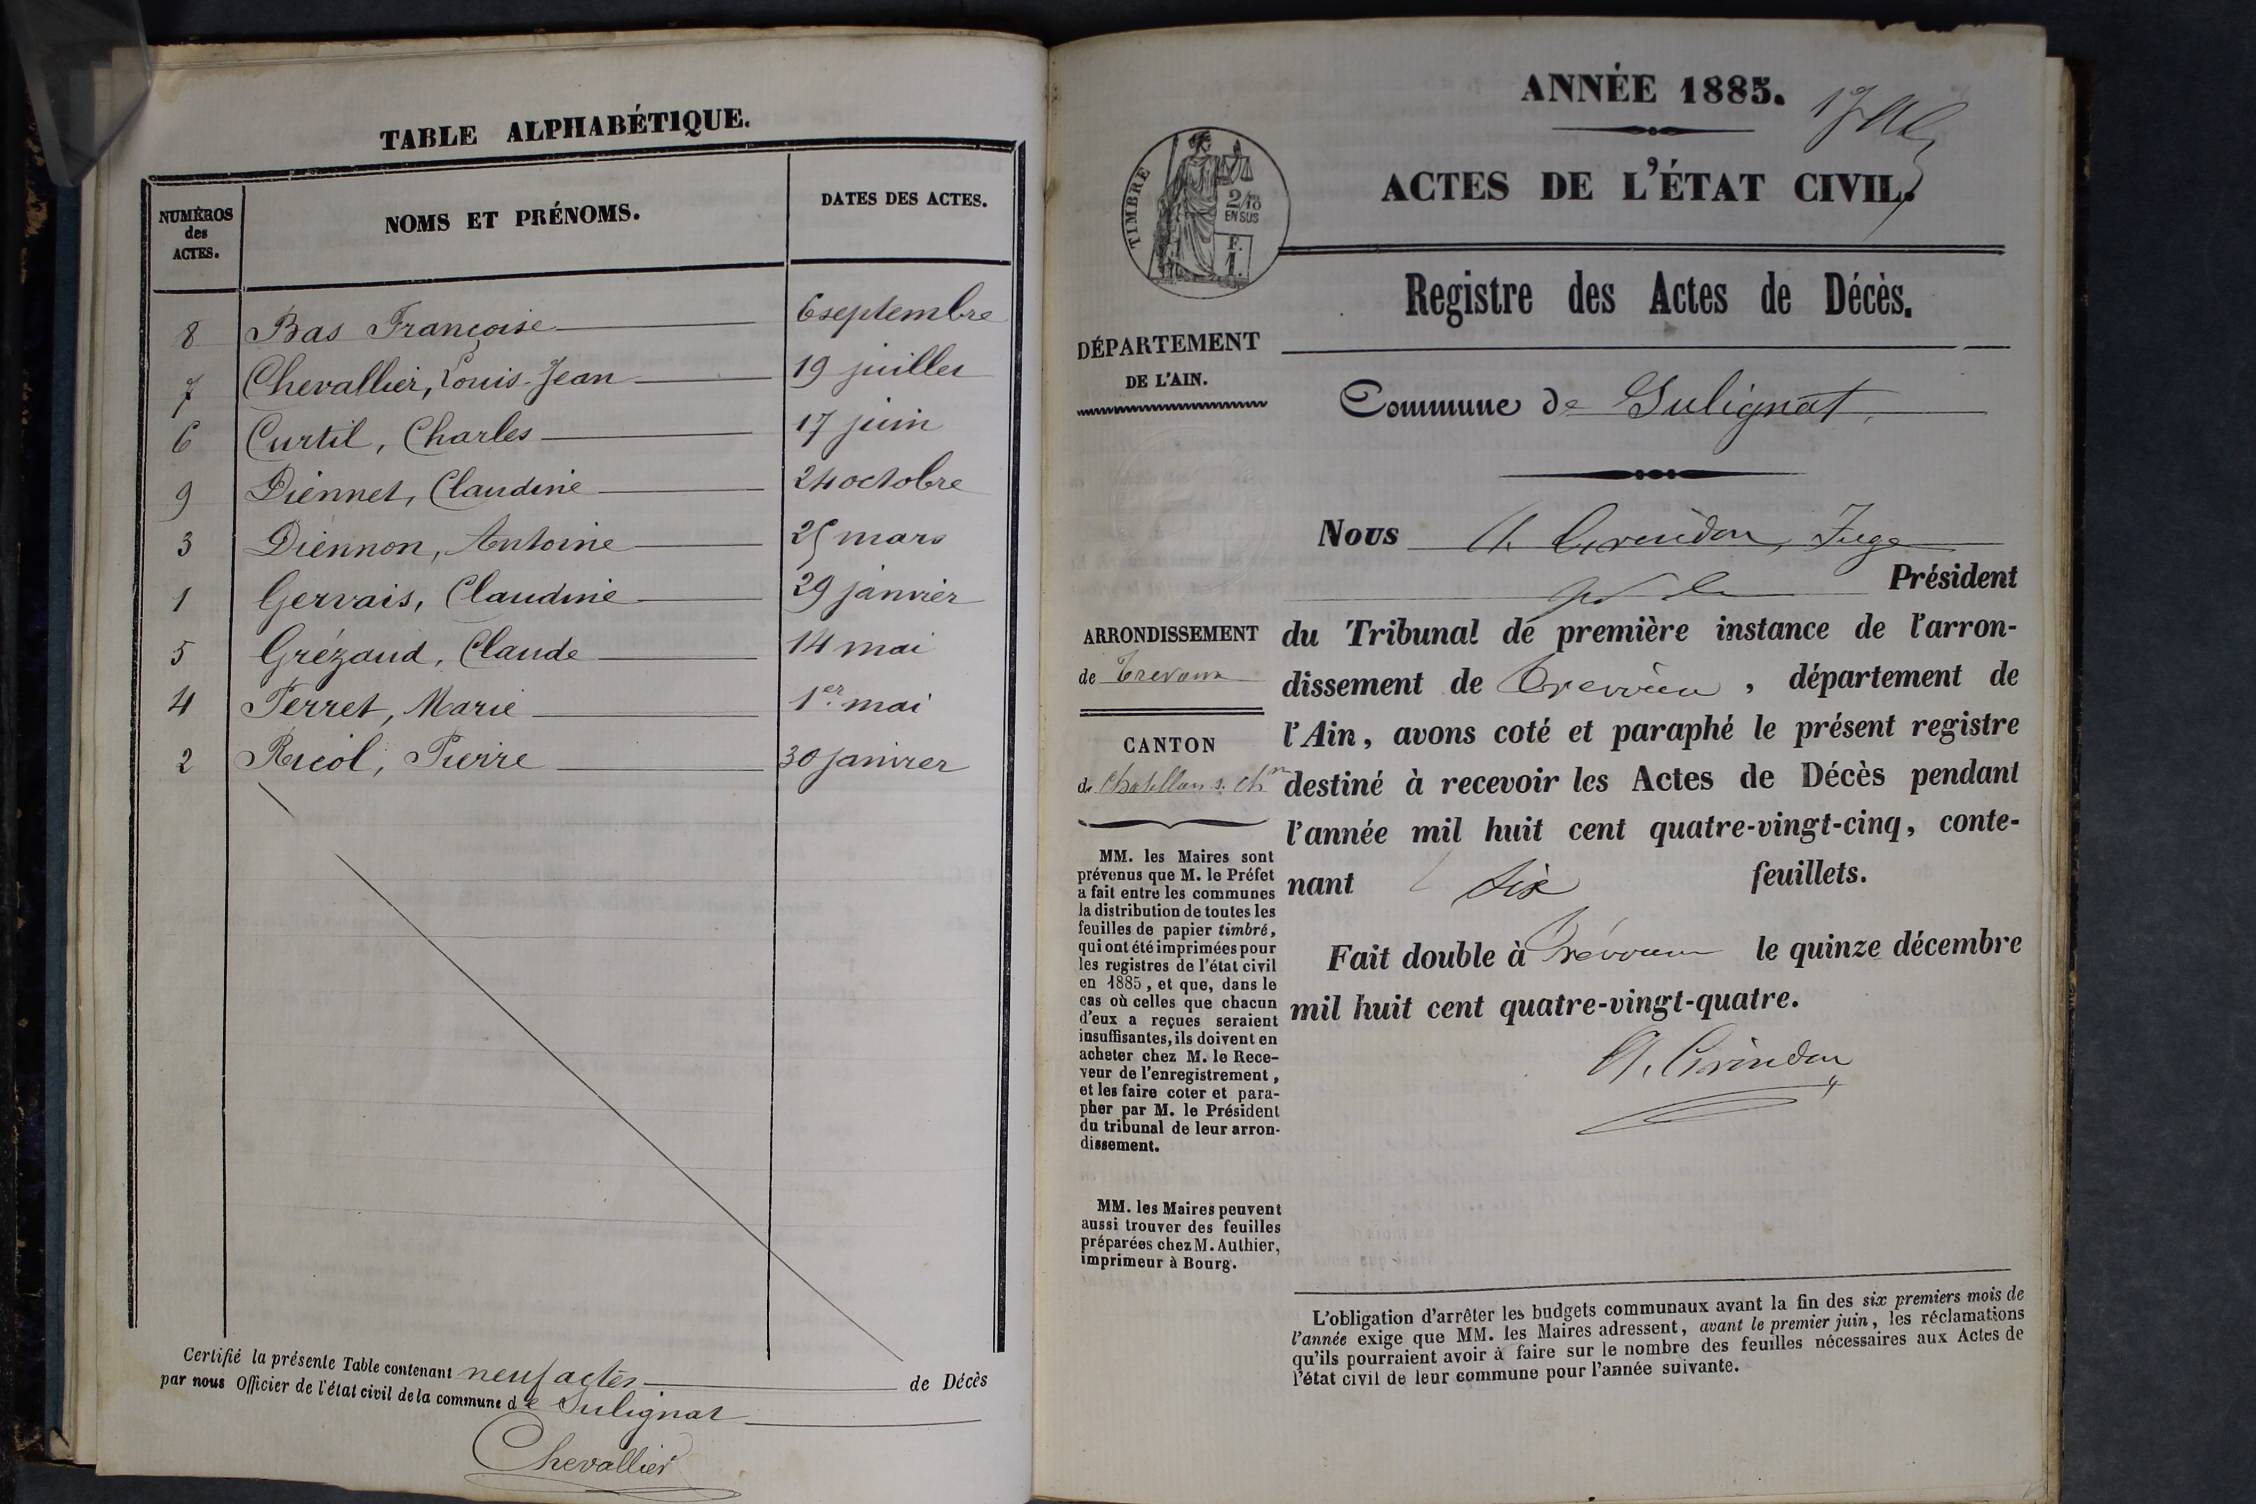 TABLE ALPHABÉTIQUE.
NUMÉROS des ACTES. NOMS ET PRÉNOMS. DATES DES ACTES.
8 Bas Françoise 6 septembre
7 Chevallier, Louis-Jean 19 juillet
6 Curtil, Charles 17 juin
9 Diennet, Claudine 24 octobre
3 Diennon, Antoine 25 mars
1 Gervais, Claudine 29 janvier
5 Grézaud, Claude 14 mai
4 Perret, Marie 1er mai
2 Ruiol, Pierre 30 janvier
Certifié la présente Table contenant neuf actes de Décès
par nous Officier de l'état civil de la commune de Sulignat
Chevallier
ANNÉE 1885.
ACTES DE L'ÉTAT CIVIL.
TIMBRE
2/10
EN SUS
F.
1.
Registre des Actes de Décès.
DÉPARTEMENT
DE L'AIN.
Commune de Sulignat,
ARRONDISSEMENT
de Trevoux
CANTON
de Chatillon s. Chne
MM. les Maires sont
prévenus que M. le Préfet
a fait entre les communes
la distribution de toutes les
feuilles de papier timbré,
qui ont été imprimées pour
les registres de l'état civil
en 1885, et que, dans le
cas où celles que chacun
d'eux a reçues seraient
insuffisantes, ils doivent en
acheter chez M. le Rece-
veur de l'enregistrement,
et les faire coter et para-
pher par M. le Président
du tribunal de leur arron-
dissement.
MM. les Maires peuvent
aussi trouver des feuilles
préparées chez M. Authier,
imprimeur à Bourg.
Nous A. Grindon, Juge
Président
du Tribunal de première instance de l'arron-
dissement de Trévoux, département de
l'Ain, avons coté et paraphé le présent registre
destiné à recevoir les Actes de Décès pendant
l'année mil huit cent quatre-vingt-cinq, conte-
nant six feuillets.
Fait double à Trévoux le quinze décembre
mil huit cent quatre-vingt-quatre.
A. Grindon
L'obligation d'arrêter les budgets communaux avant la fin des six premiers mois de
l'année exige que MM. les Maires adressent, avant le premier juin, les réclamations
qu'ils pourraient avoir à faire sur le nombre des feuilles nécessaires aux Actes de
l'état civil de leur commune pour l'année suivante.